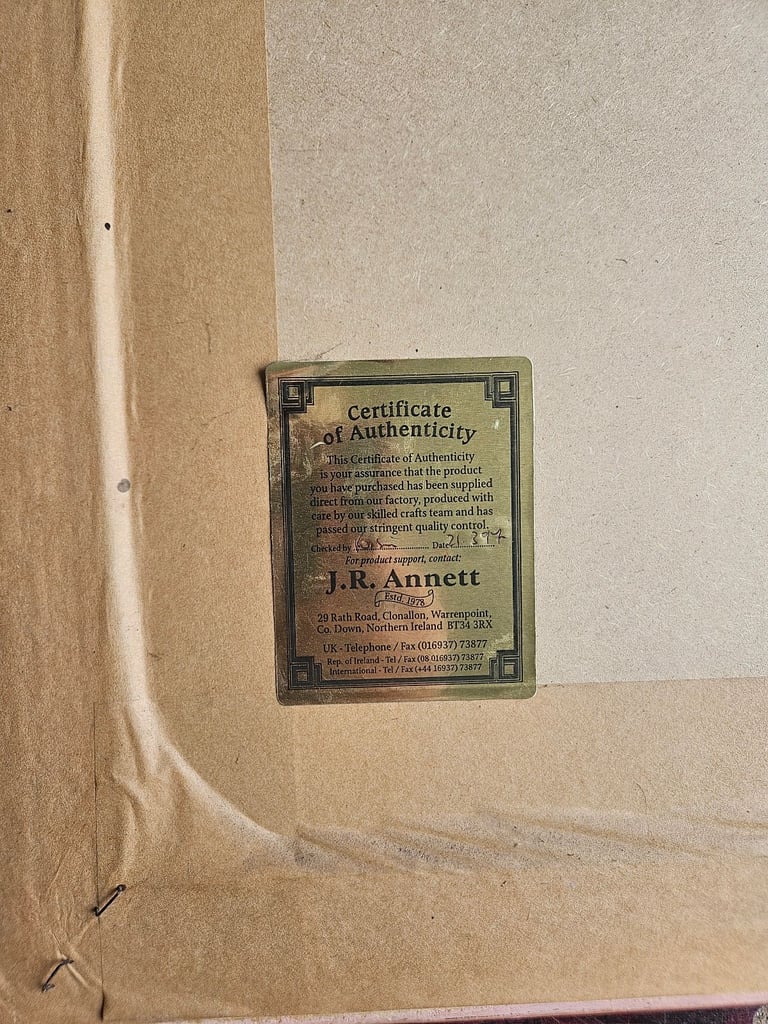 Certificate
of Authenticity
This Certificate of Authenticity
is your assurance that the product
you have purchased has been supplied
direct from our factory, produced with
care by our skilled crafts team and has
passed our stringent quality control.
Checked by .................... Date 21.3.97
For product support, contact:
J.R. Annett
Estd. 1978
29 Rath Road, Clonallon, Warrenpoint,
Co. Down, Northern Ireland BT34 3RX
UK - Telephone / Fax (016937) 73877
Rep. of Ireland - Tel / Fax (08 016937) 73877
International - Tel / Fax (+44 16937) 73877